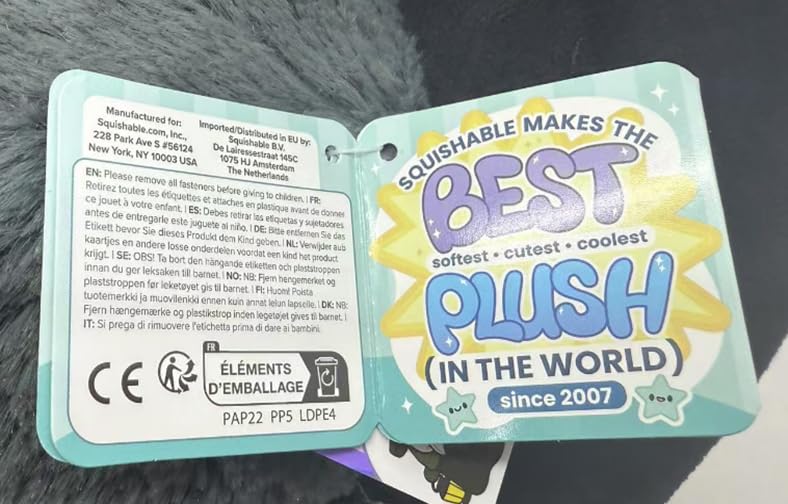 Manufactured for:
Squishable.com, Inc.,
228 Park Ave S #56124
New York, NY 10003 USA
Imported/Distributed in EU by:
Squishable B.V.
De Lairessestraat 145C
1075 HJ Amsterdam
The Netherlands
EN: Please remove all fasteners before giving to children. | FR:
Retirez toutes les étiquettes et attaches en plastique avant de donner
ce jouet à votre enfant. | ES: Debes retirar las etiquetas y sujetadores
antes de entregarle este juguete al niño. | DE: Bitte entfernen Sie das
Etikett bevor Sie dieses Produkt dem Kind geben. | NL: Verwijder aub
kaartjes en andere losse onderdelen voordat een kind het product
krijgt. | SE: OBS! Ta bort den hängande etiketten och plaststroppen
innan du ger leksaken till barnet. | NO: NB: Fjern hengemerket og
plaststroppen før leketøyet gis til barnet. | FI: Huom! Poista
tuotemerkki ja muovilenkki ennen kuin annat lelun lapselle. | DK: NB:
Fjern hængemærke og plastikstrop inden legetøjet gives til barnet. |
IT: Si prega di rimuovere l'etichetta prima di dare ai bambini.
CE
FR
ÉLÉMENTS
D'EMBALLAGE
PAP22 PP5 LDPE4
SQUISHABLE MAKES THE
BEST
softest • cutest • coolest
PLUSH
(IN THE WORLD)
since 2007